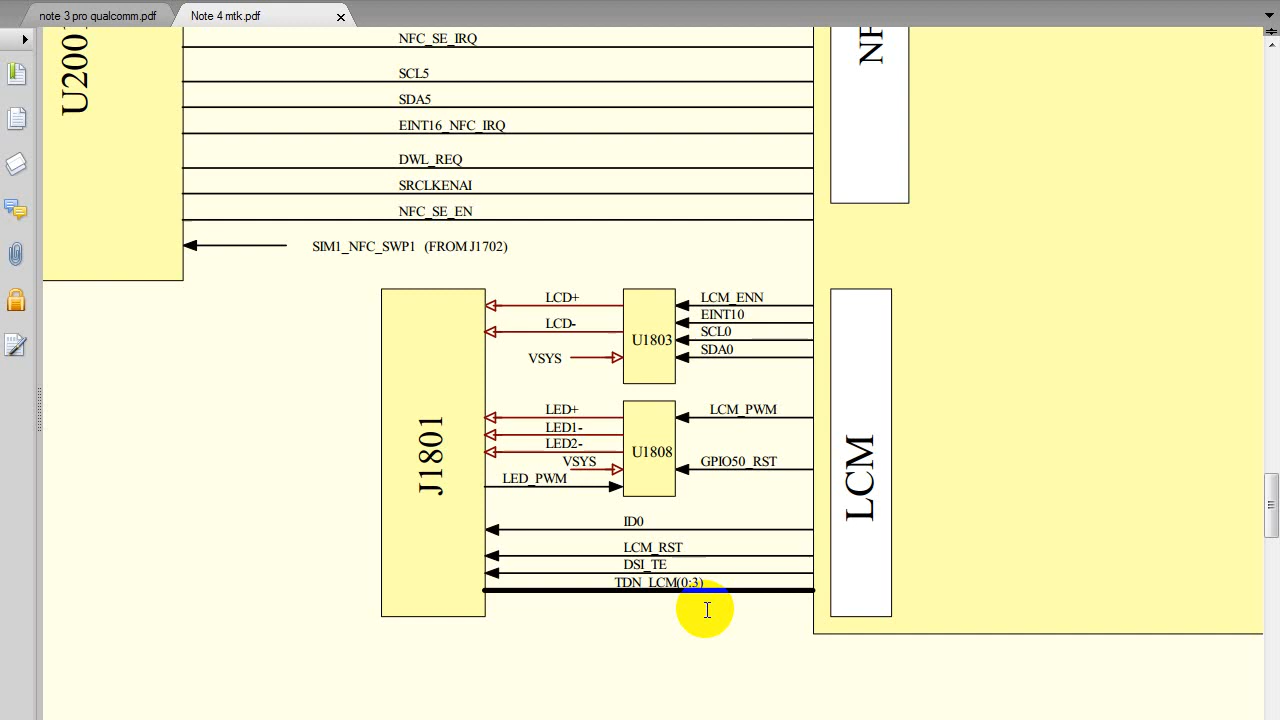 note 3 pro qualcomm.pdf
Note 4 mtk.pdf
NFC_SE_IRQ
SCL5
SDA5
EINT16_NFC_IRQ
DWL_REQ
SRCLKENAI
NFC_SE_EN
SIM1_NFC_SWP1 (FROM J1702)
U200
NF
J1801
LCD+
LCD-
VSYS
U1803
LCM_ENN
EINT10
SCL0
SDA0
LED+
LED1-
LED2-
VSYS
LED_PWM
U1808
LCM_PWM
GPIO50_RST
ID0
LCM_RST
DSI_TE
TDN_LCM(0:3)
LCM